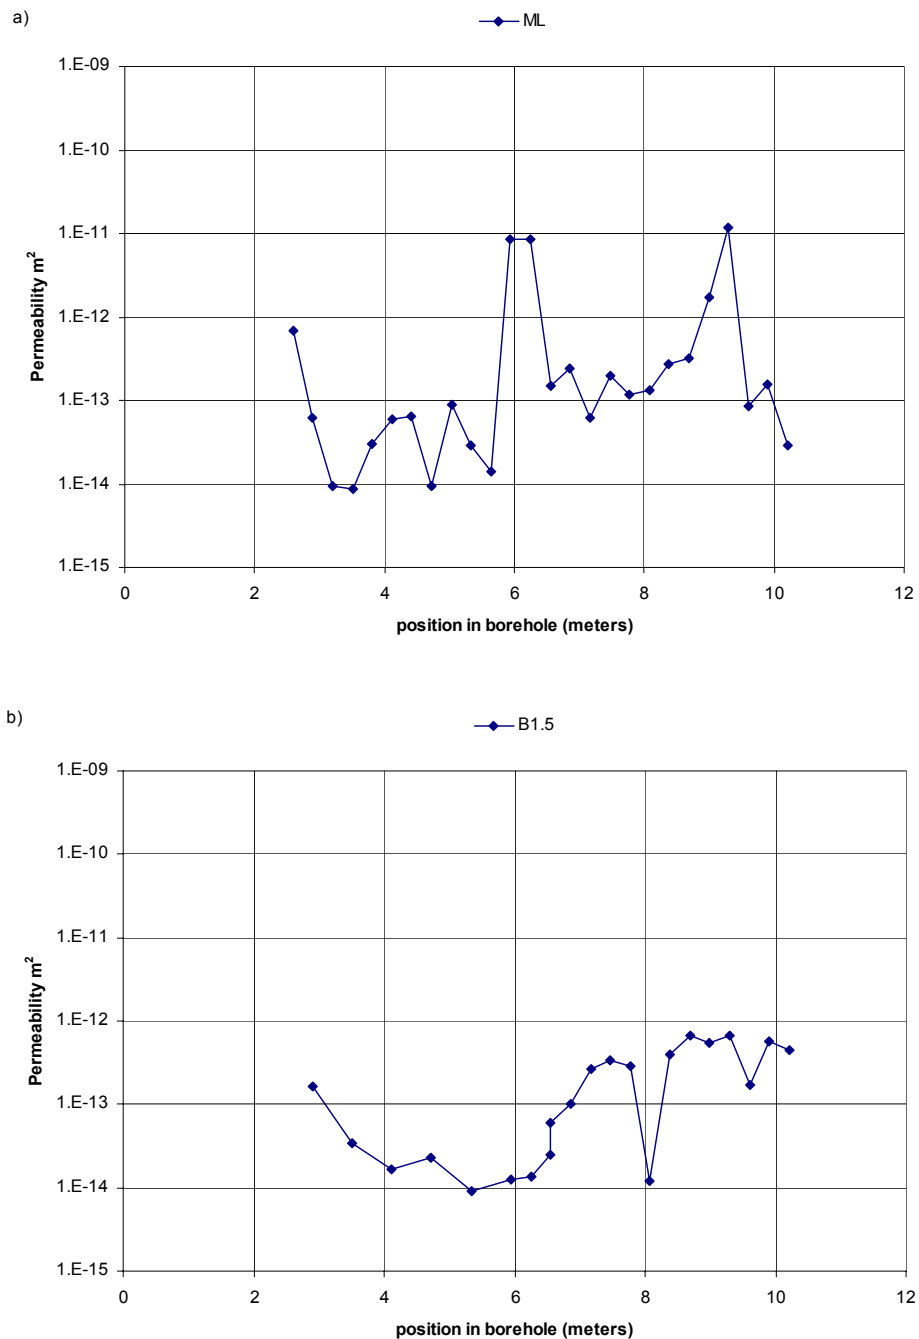 a)
ML
1.E-09
1.E-10
1.E-11
1.E-12
1.E-13
1.E-14
1.E-15
Permeability m²
0 2 4 6 8 10 12
position in borehole (meters)
b)
B1.5
1.E-09
1.E-10
1.E-11
1.E-12
1.E-13
1.E-14
1.E-15
Permeability m²
0 2 4 6 8 10 12
position in borehole (meters)